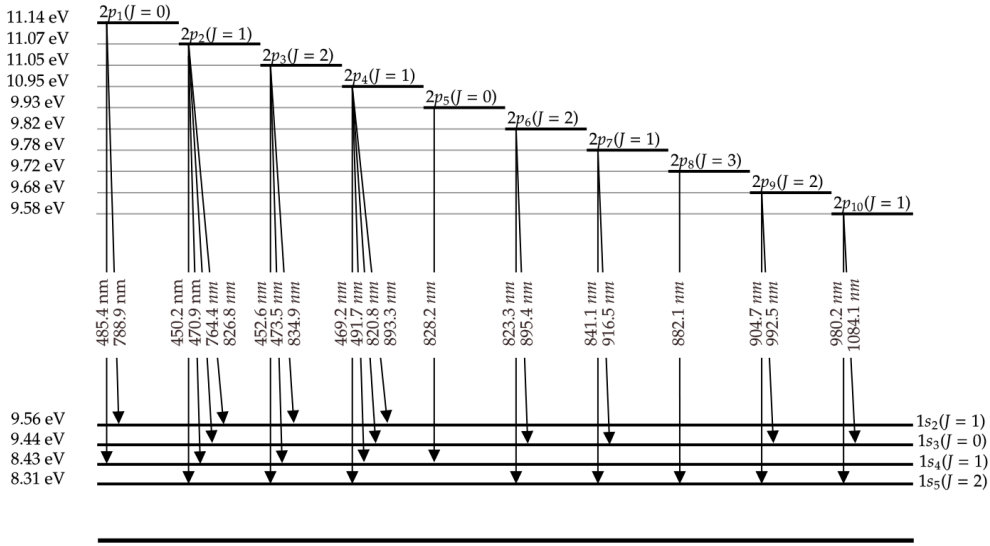 11.14 eV
11.07 eV
11.05 eV
10.95 eV
9.93 eV
9.82 eV
9.78 eV
9.72 eV
9.68 eV
9.58 eV
2p₁(J = 0)
2p₂(J = 1)
2p₃(J = 2)
2p₄(J = 1)
2p₅(J = 0)
2p₆(J = 2)
2p₇(J = 1)
2p₈(J = 3)
2p₉(J = 2)
2p₁₀(J = 1)
485.4 nm
788.9 nm
450.2 nm
470.9 nm
764.4 nm
826.8 nm
452.6 nm
473.5 nm
834.9 nm
469.2 nm
491.7 nm
820.8 nm
893.3 nm
828.2 nm
823.3 nm
895.4 nm
841.1 nm
916.5 nm
882.1 nm
904.7 nm
992.5 nm
980.2 nm
1084.1 nm
9.56 eV
9.44 eV
8.43 eV
8.31 eV
1s₂(J = 1)
1s₃(J = 0)
1s₄(J = 1)
1s₅(J = 2)